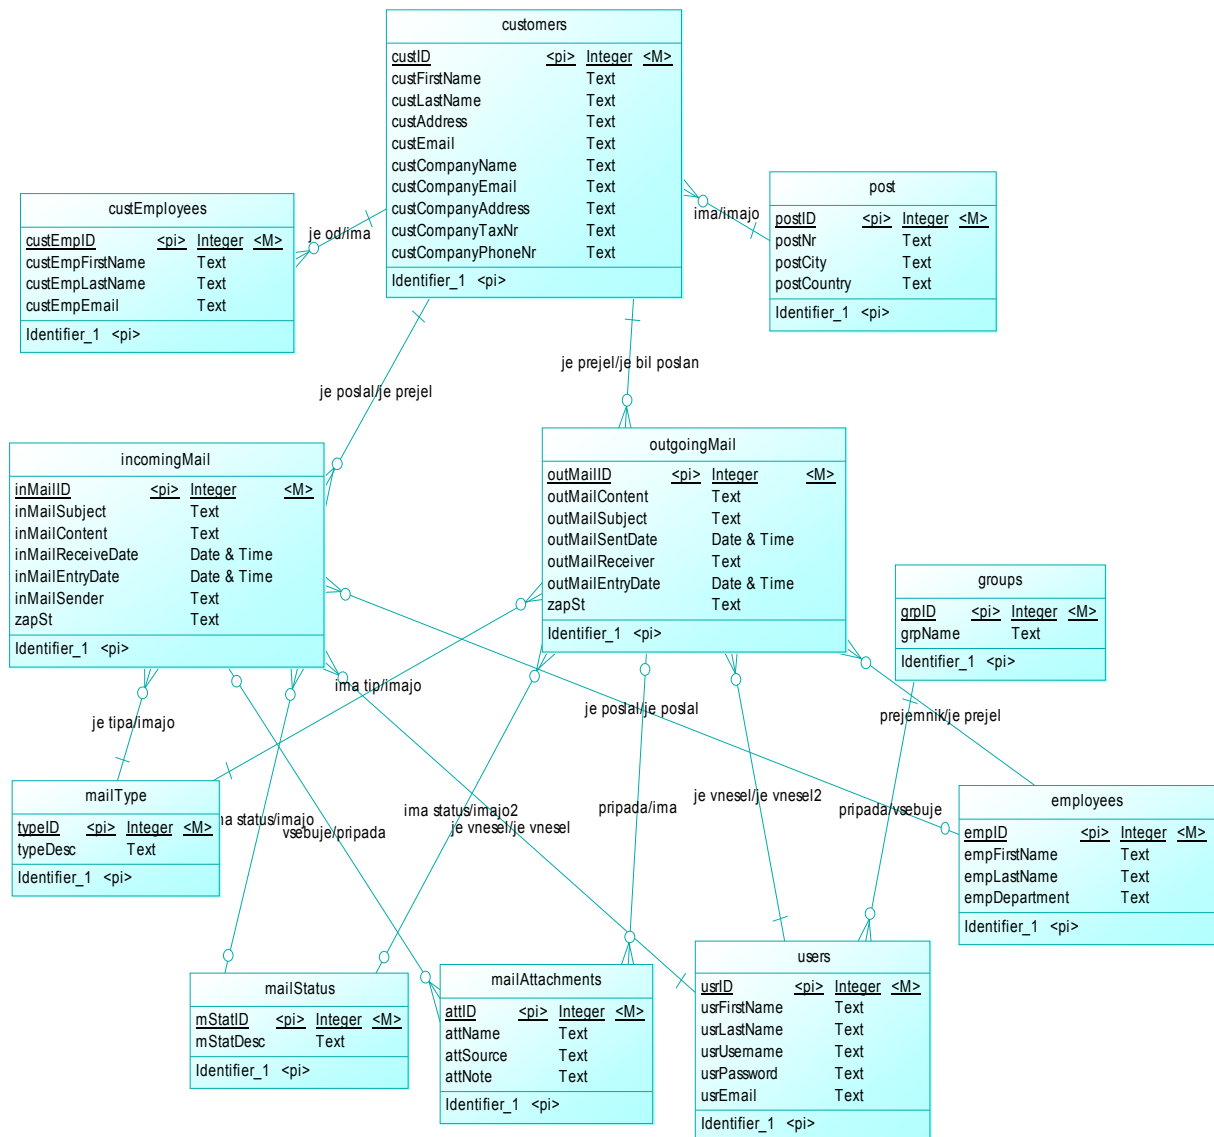 customers
custID <pi> Integer <M>
custFirstName Text
custLastName Text
custAddress Text
custEmail Text
custCompanyName Text
custCompanyEmail Text
custCompanyAddress Text
custCompanyTaxNr Text
custCompanyPhoneNr Text
Identifier_1 <pi>
custEmployees
custEmpID <pi> Integer <M>
custEmpFirstName Text
custEmpLastName Text
custEmpEmail Text
Identifier_1 <pi>
je od/ima
ima/imajo
post
postID <pi> Integer <M>
postNr Text
postCity Text
postCountry Text
Identifier_1 <pi>
je poslal/je prejel
je prejel/je bil poslan
incomingMail
inMailID <pi> Integer <M>
inMailSubject Text
inMailContent Text
inMailReceiveDate Date & Time
inMailEntryDate Date & Time
inMailSender Text
zapSt Text
Identifier_1 <pi>
outgoingMail
outMailID <pi> Integer <M>
outMailContent Text
outMailSubject Text
outMailSentDate Date & Time
outMailReceiver Text
outMailEntryDate Date & Time
zapSt Text
Identifier_1 <pi>
groups
grpID <pi> Integer <M>
grpName Text
Identifier_1 <pi>
je tipa/imajo
ima tip/imajo
je poslal/je poslal
prejemnik/je prejel
mailType
typeID <pi> Integer <M>
typeDesc Text
Identifier_1 <pi>
status/imajo
vsebuje/pripada
ima status/imajo2
je vnesel/je vnesel
pripada/ima
je vnesel/je vnesel2
pripada/vsebuje
employees
empID <pi> Integer <M>
empFirstName Text
empLastName Text
empDepartment Text
Identifier_1 <pi>
mailStatus
mStatID <pi> Integer <M>
mStatDesc Text
Identifier_1 <pi>
mailAttachments
attID <pi> Integer <M>
attName Text
attSource Text
attNote Text
Identifier_1 <pi>
users
usrID <pi> Integer <M>
usrFirstName Text
usrLastName Text
usrUsername Text
usrPassword Text
usrEmail Text
Identifier_1 <pi>